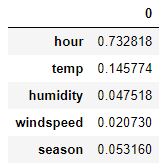 0
hour 0.732818
temp 0.145774
humidity 0.047518
windspeed 0.020730
season 0.053160